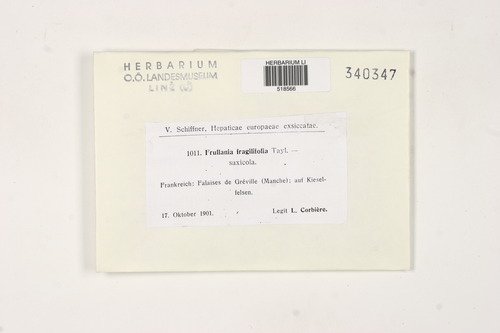 HERBARIUM
O.Ö. LANDESMUSEUM
LINZ (LI)
HERBARIUM LI
518566
340347
V. Schiffner, Hepaticae europaeae exsiccatae.
1011. Frullania fragilifolia Tayl. —
saxicola.
Frankreich: Falaises de Gréville (Manche); auf Kiesel-
felsen.
17. Oktober 1901.
Legit L. Corbière.